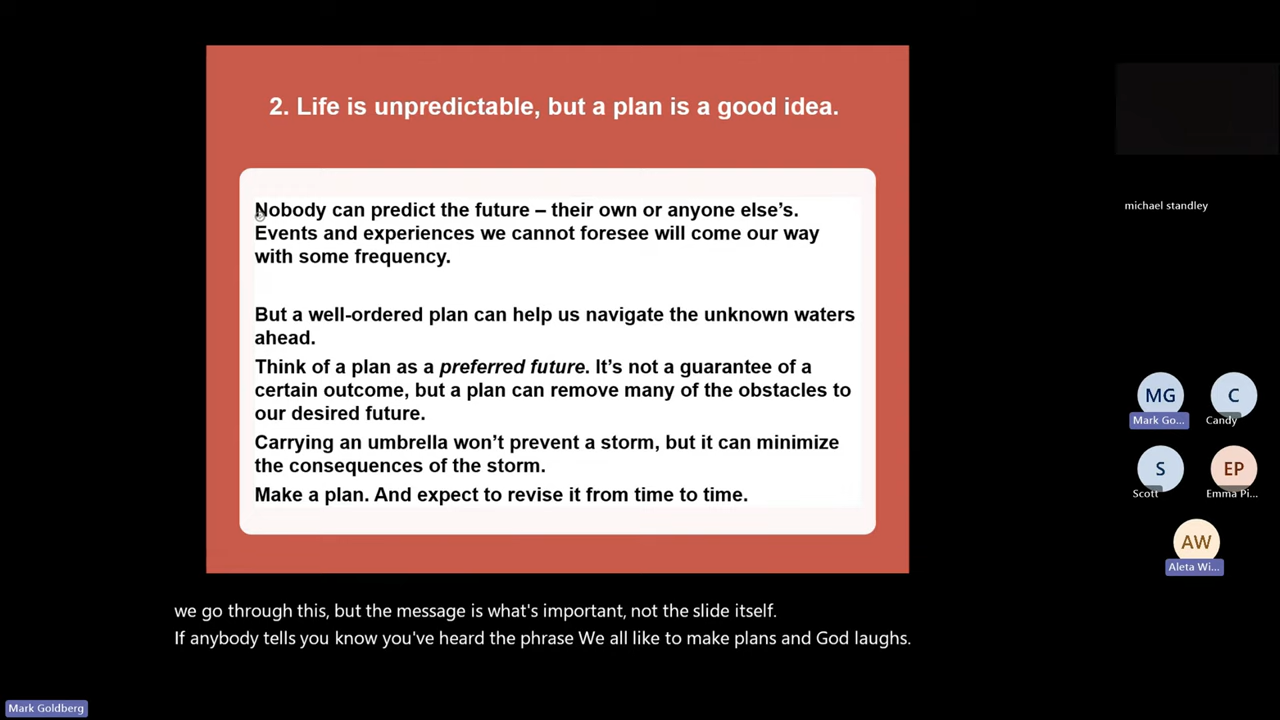 2. Life is unpredictable, but a plan is a good idea.
Nobody can predict the future – their own or anyone else’s.
Events and experiences we cannot foresee will come our way
with some frequency.
But a well-ordered plan can help us navigate the unknown waters
ahead.
Think of a plan as a preferred future. It’s not a guarantee of a
certain outcome, but a plan can remove many of the obstacles to
our desired future.
Carrying an umbrella won’t prevent a storm, but it can minimize
the consequences of the storm.
Make a plan. And expect to revise it from time to time.
michael standley
MG
C
Mark Go...
Candy
S
EP
Scott
Emma Pi...
AW
Aleta Wi...
we go through this, but the message is what's important, not the slide itself.
If anybody tells you know you've heard the phrase We all like to make plans and God laughs.
Mark Goldberg